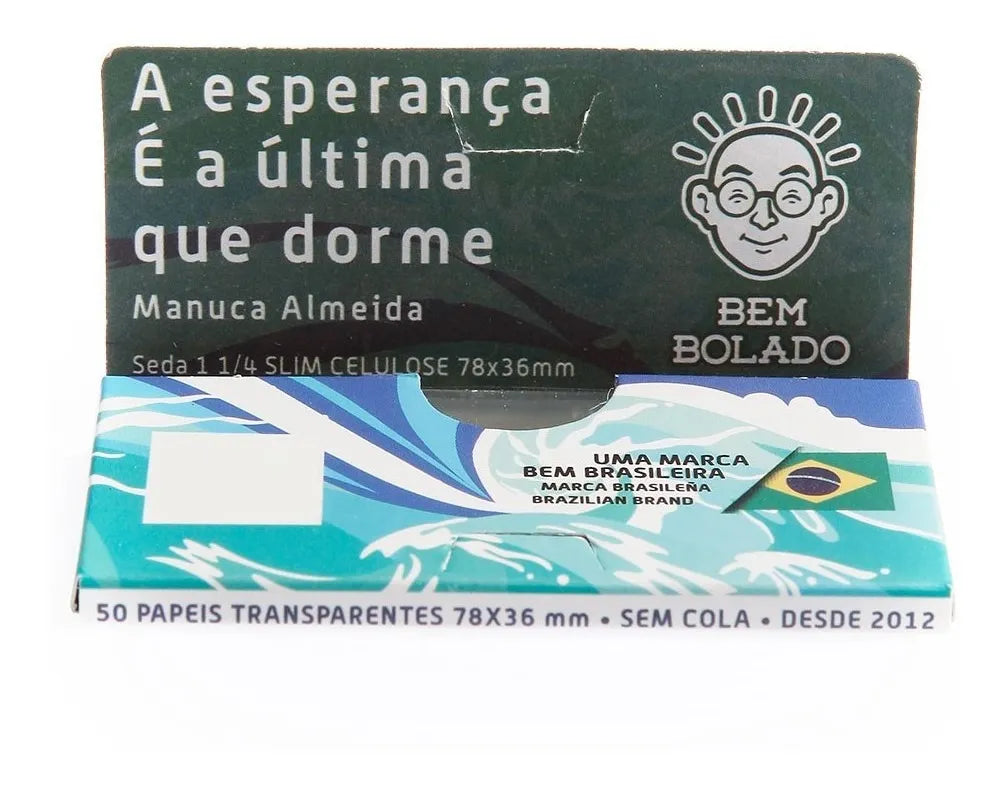 A esperança
É a última
que dorme
Manuca Almeida
Seda 1 1/4 SLIM CELULOSE 78x36mm
BEM
BOLADO
UMA MARCA
BEM BRASILEIRA
MARCA BRASILEÑA
BRAZILIAN BRAND
50 PAPEIS TRANSPARENTES 78X36 mm • SEM COLA • DESDE 2012